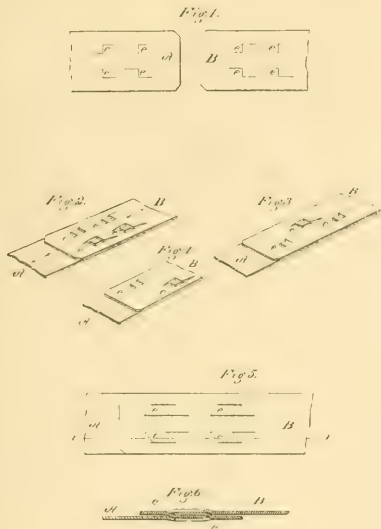 Fig. 1.
e e A B e e
e e e e
Fig. 2. B
A
Fig. 3 B
A
Fig. 4
B
A
Fig. 5.
A e B
Fig. 6
A e B
e